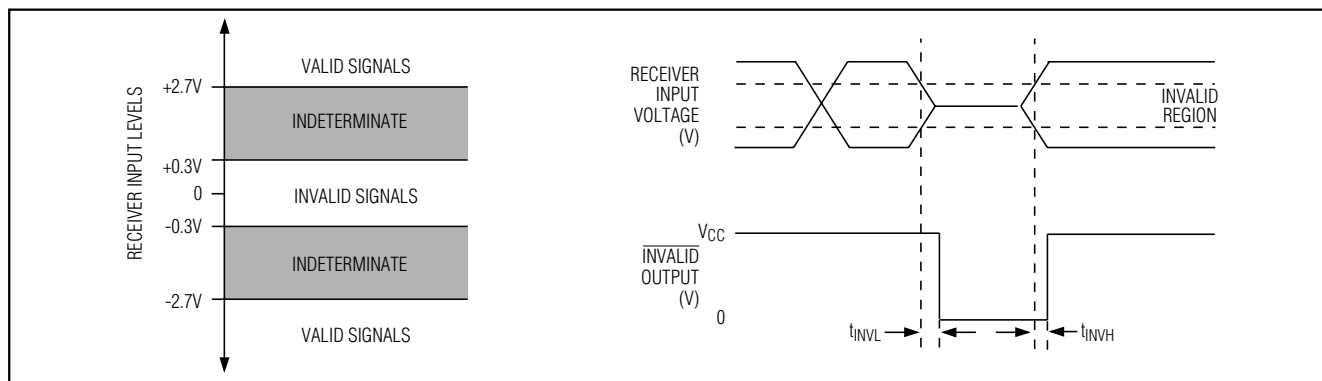 RECEIVER INPUT LEVELS
VALID SIGNALS
+2.7V
INDETERMINATE
+0.3V
0
INVALID SIGNALS
-0.3V
INDETERMINATE
-2.7V
VALID SIGNALS
RECEIVER
INPUT
VOLTAGE
(V)
INVALID
REGION
VCC
INVALID
OUTPUT
(V)
0
tINVL
tINVH